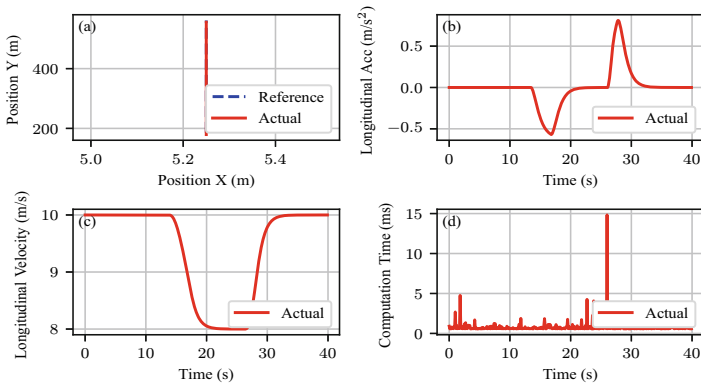 (a)
Position Y (m)
400
200
Reference
Actual
5.0
5.2
5.4
Position X (m)
(b)
Longitudinal Acc (m/s²)
0.5
0.0
−0.5
Actual
0
10
20
30
40
Time (s)
(c)
Longitudinal Velocity (m/s)
10
9
8
Actual
0
10
20
30
40
Time (s)
(d)
Computation Time (ms)
15
10
5
0
Actual
0
10
20
30
40
Time (s)